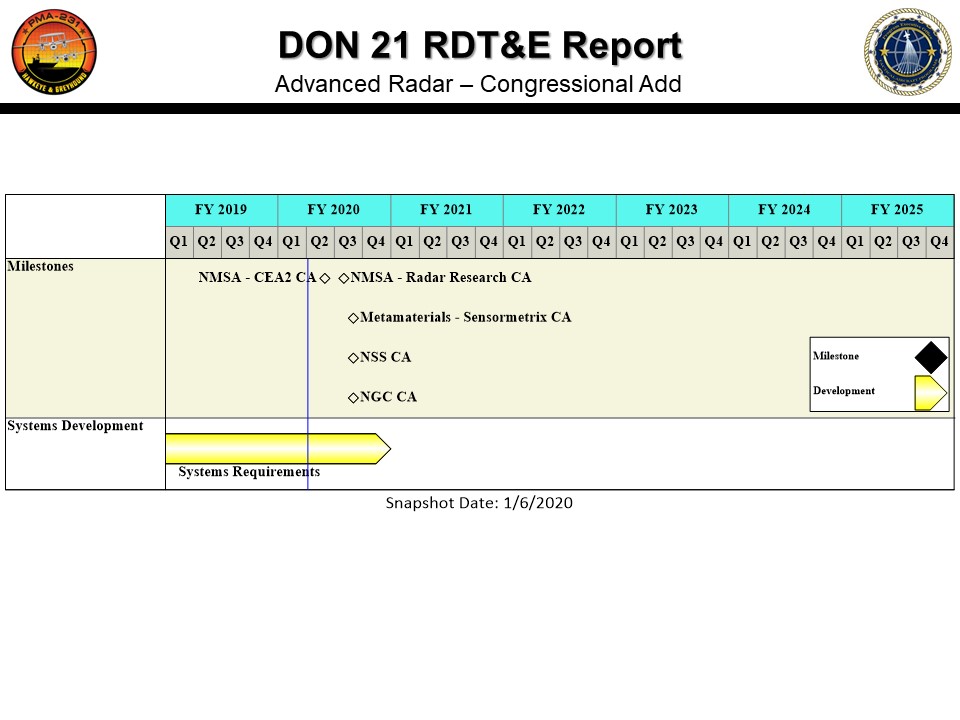 PMA-231
HAWKEYE & GREYHOUND
DON 21 RDT&E Report
Advanced Radar – Congressional Add
FY 2019 FY 2020 FY 2021 FY 2022 FY 2023 FY 2024 FY 2025
Q1 Q2 Q3 Q4 Q1 Q2 Q3 Q4 Q1 Q2 Q3 Q4 Q1 Q2 Q3 Q4 Q1 Q2 Q3 Q4 Q1 Q2 Q3 Q4 Q1 Q2 Q3 Q4
Milestones
NMSA - CEA2 CA NMSA - Radar Research CA
Metamaterials - Sensormetrix CA
NSS CA
NGC CA
Milestone
Development
Systems Development
Systems Requirements
Snapshot Date: 1/6/2020